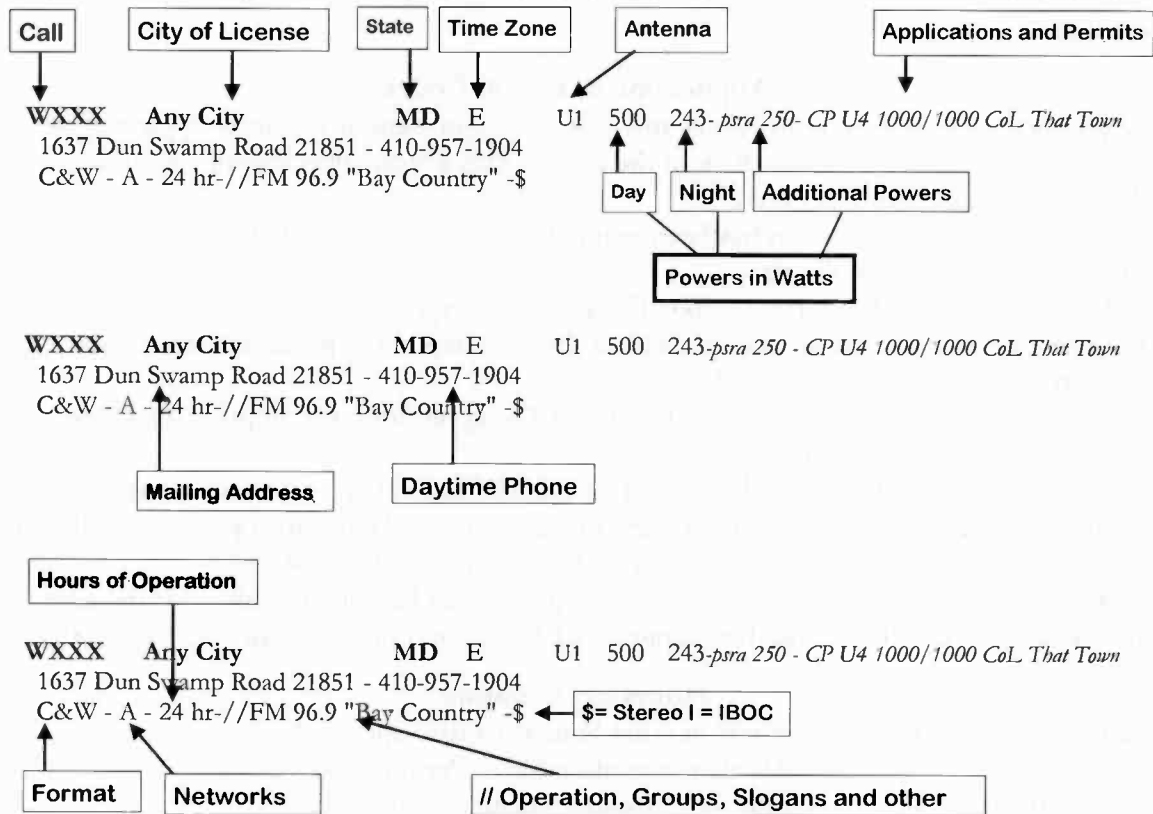 Call City of License State Time Zone Antenna Applications and Permits
WXXX Any City MD E U1 500 243- psra 250- CP U4 1000/1000 CoL That Town
1637 Dun Swamp Road 21851 - 410-957-1904
C&W - A - 24 hr-//FM 96.9 "Bay Country" -$
Day Night Additional Powers
Powers in Watts
WXXX Any City MD E U1 500 243-psra 250 - CP U4 1000/1000 CoL That Town
1637 Dun Swamp Road 21851 - 410-957-1904
C&W - A - 24 hr-//FM 96.9 "Bay Country" -$
Mailing Address Daytime Phone
Hours of Operation
WXXX Any City MD E U1 500 243-psra 250 - CP U4 1000/1000 CoL That Town
1637 Dun Swamp Road 21851 - 410-957-1904
C&W - A - 24 hr-//FM 96.9 "Bay Country" -$ $= Stereo I = IBOC
Format Networks // Operation, Groups, Slogans and other